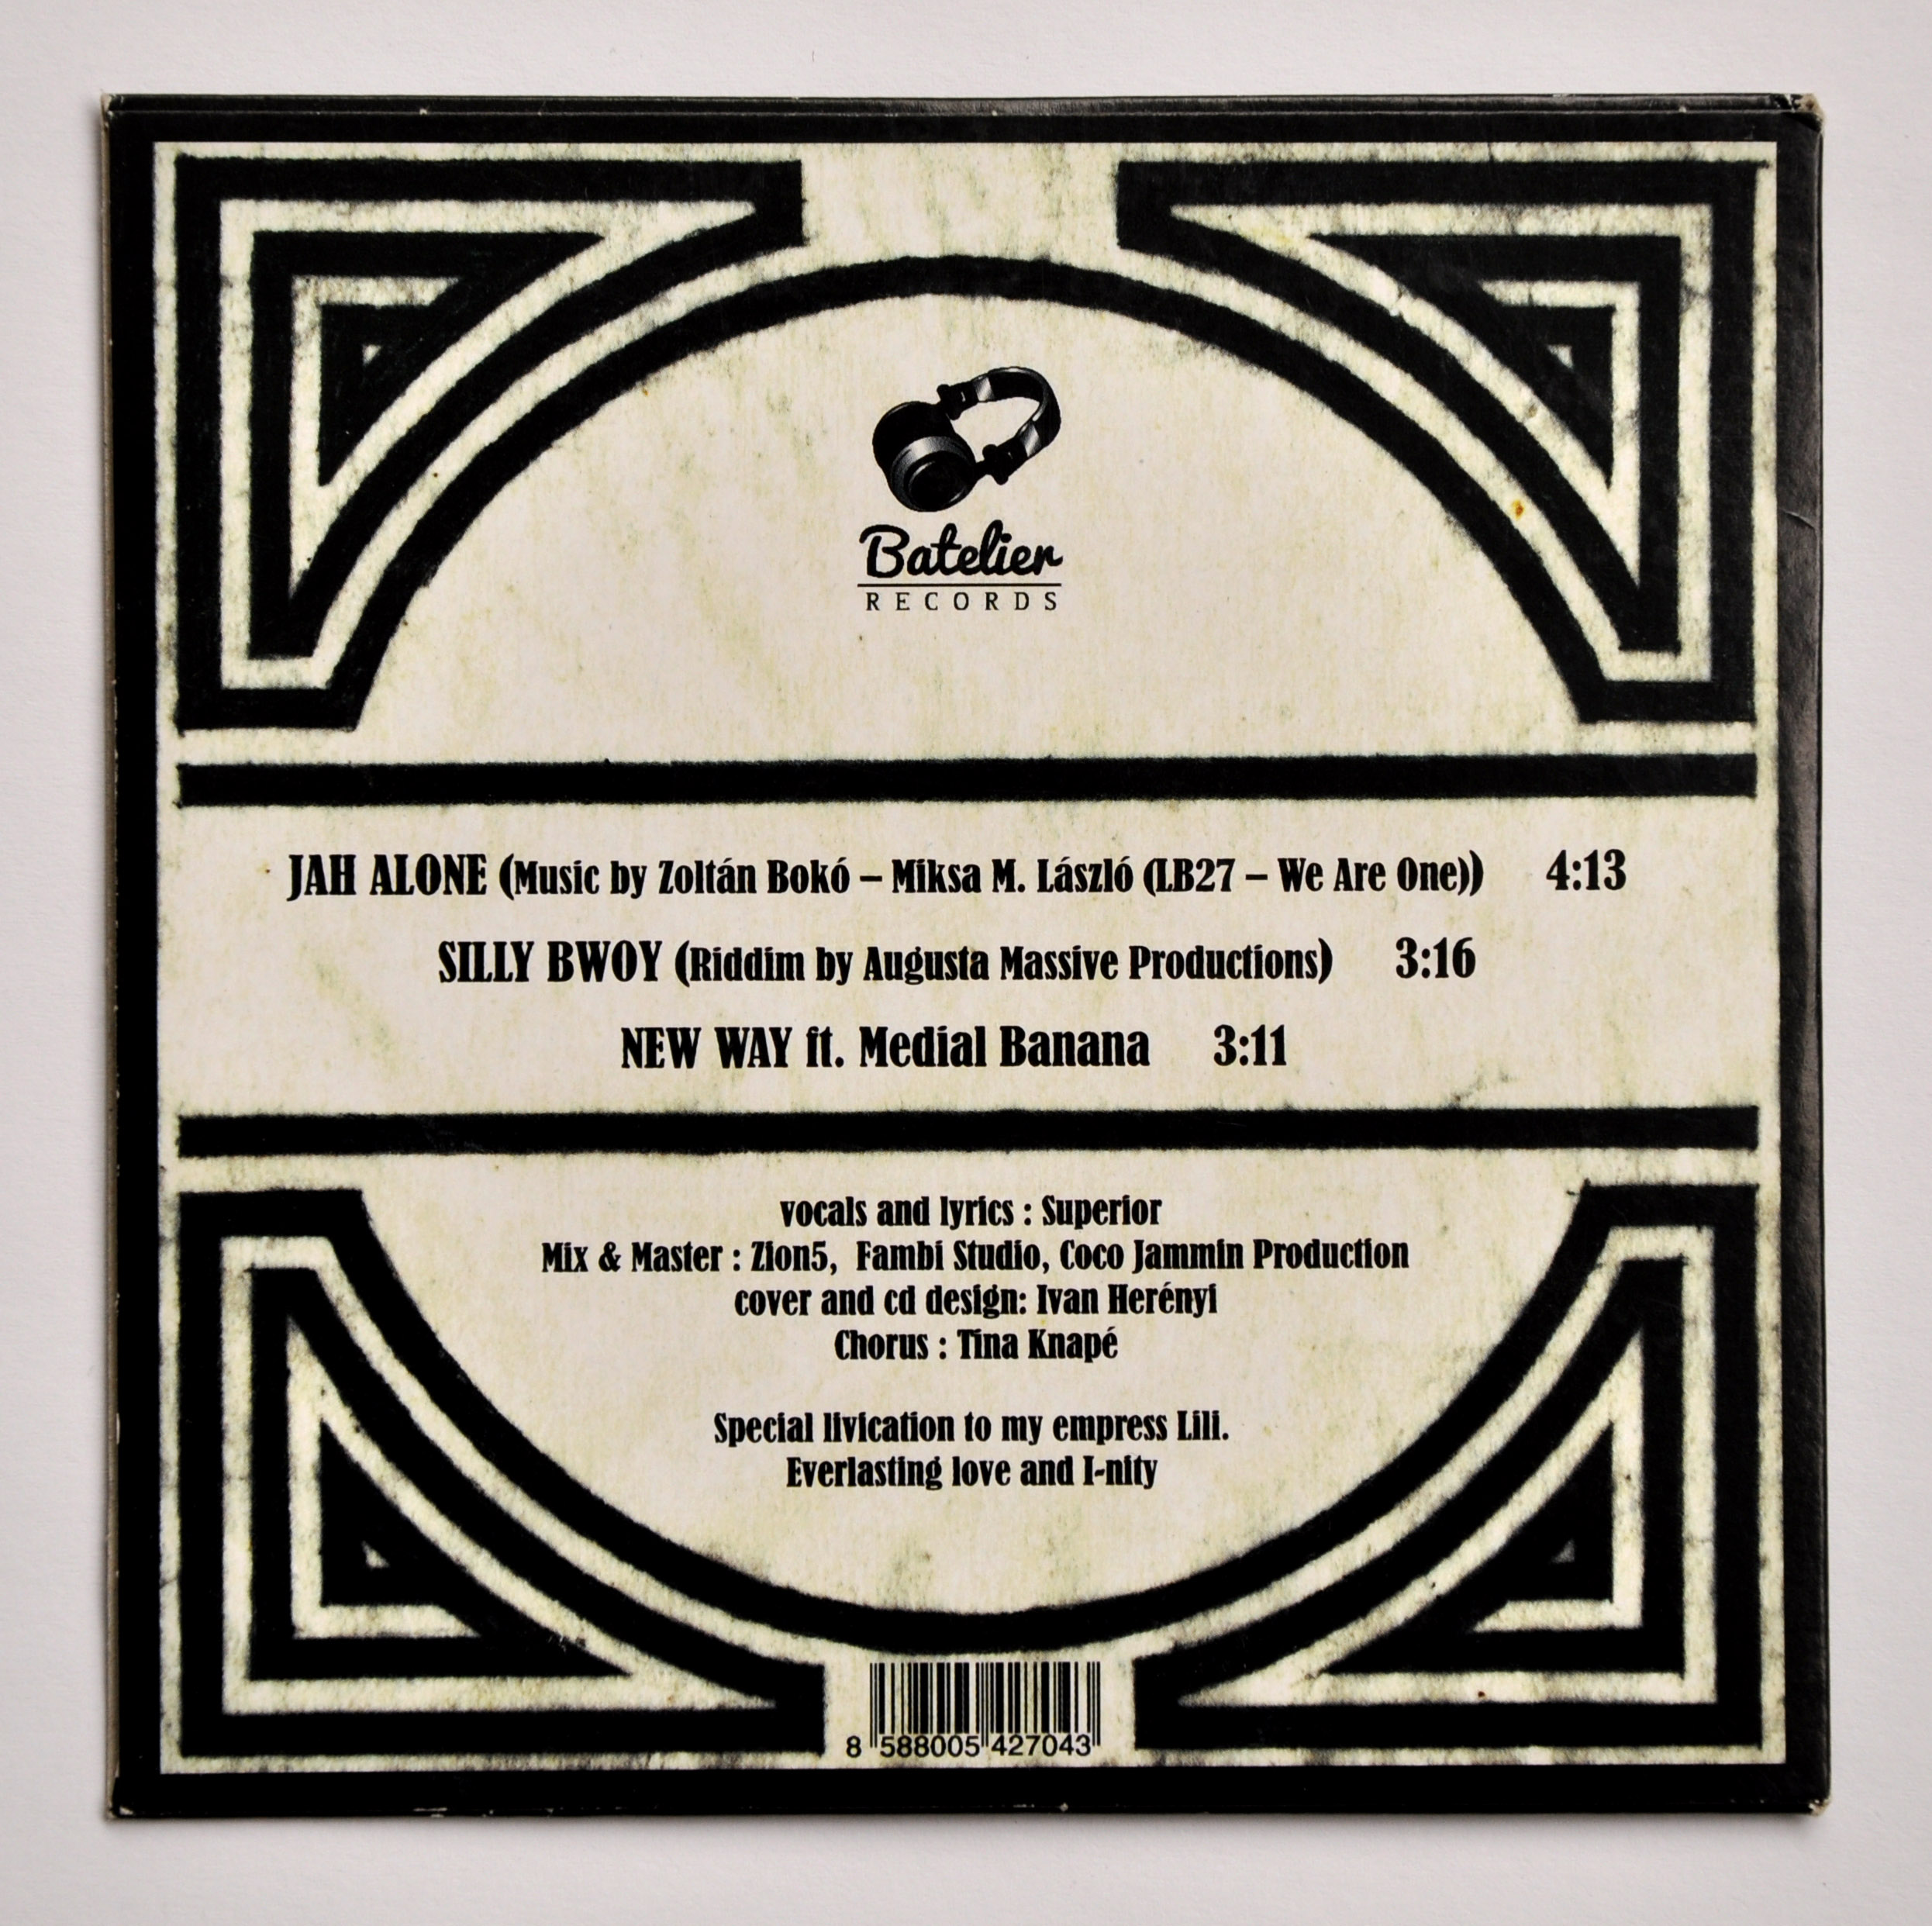 Batelier
RECORDS
JAH ALONE (Music by Zoltán Bokó – Miksa M. László (LB27 – We Are One)) 4:13
SILLY BWOY (Riddim by Augusta Massive Productions) 3:16
NEW WAY ft. Medial Banana 3:11
vocals and lyrics : Superior
Mix & Master : Zion5, Fambi Studio, Coco Jammin Production
cover and cd design: Ivan Herényi
Chorus : Tina Knapé
Special livication to my empress Lili.
Everlasting love and I-nity
8 588005 427043